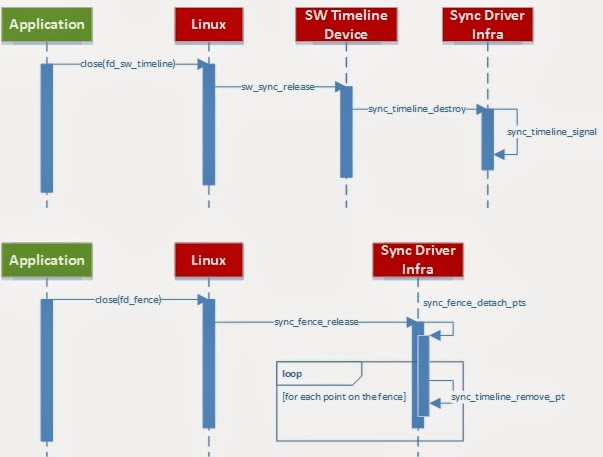 Application
Linux
SW Timeline
Device
Sync Driver
Infra
close(fd_sw_timeline)
sw_sync_release
sync_timeline_destroy
sync_timeline_signal
Application
Linux
Sync Driver
Infra
close(fd_fence)
sync_fence_detach_pts
sync_fence_release
loop
[for each point on the fence]
sync_timeline_remove_pt